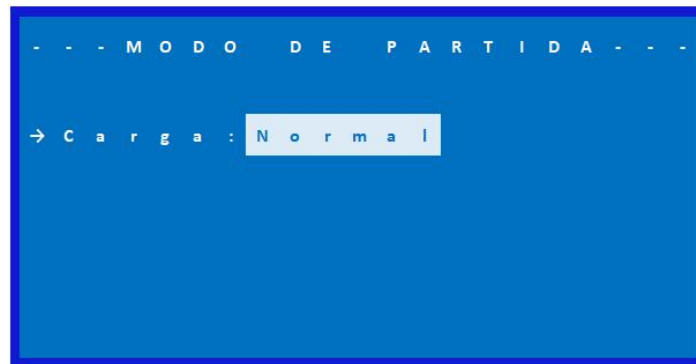 ---MODO DE PARTIDA---
→Carga:Normal